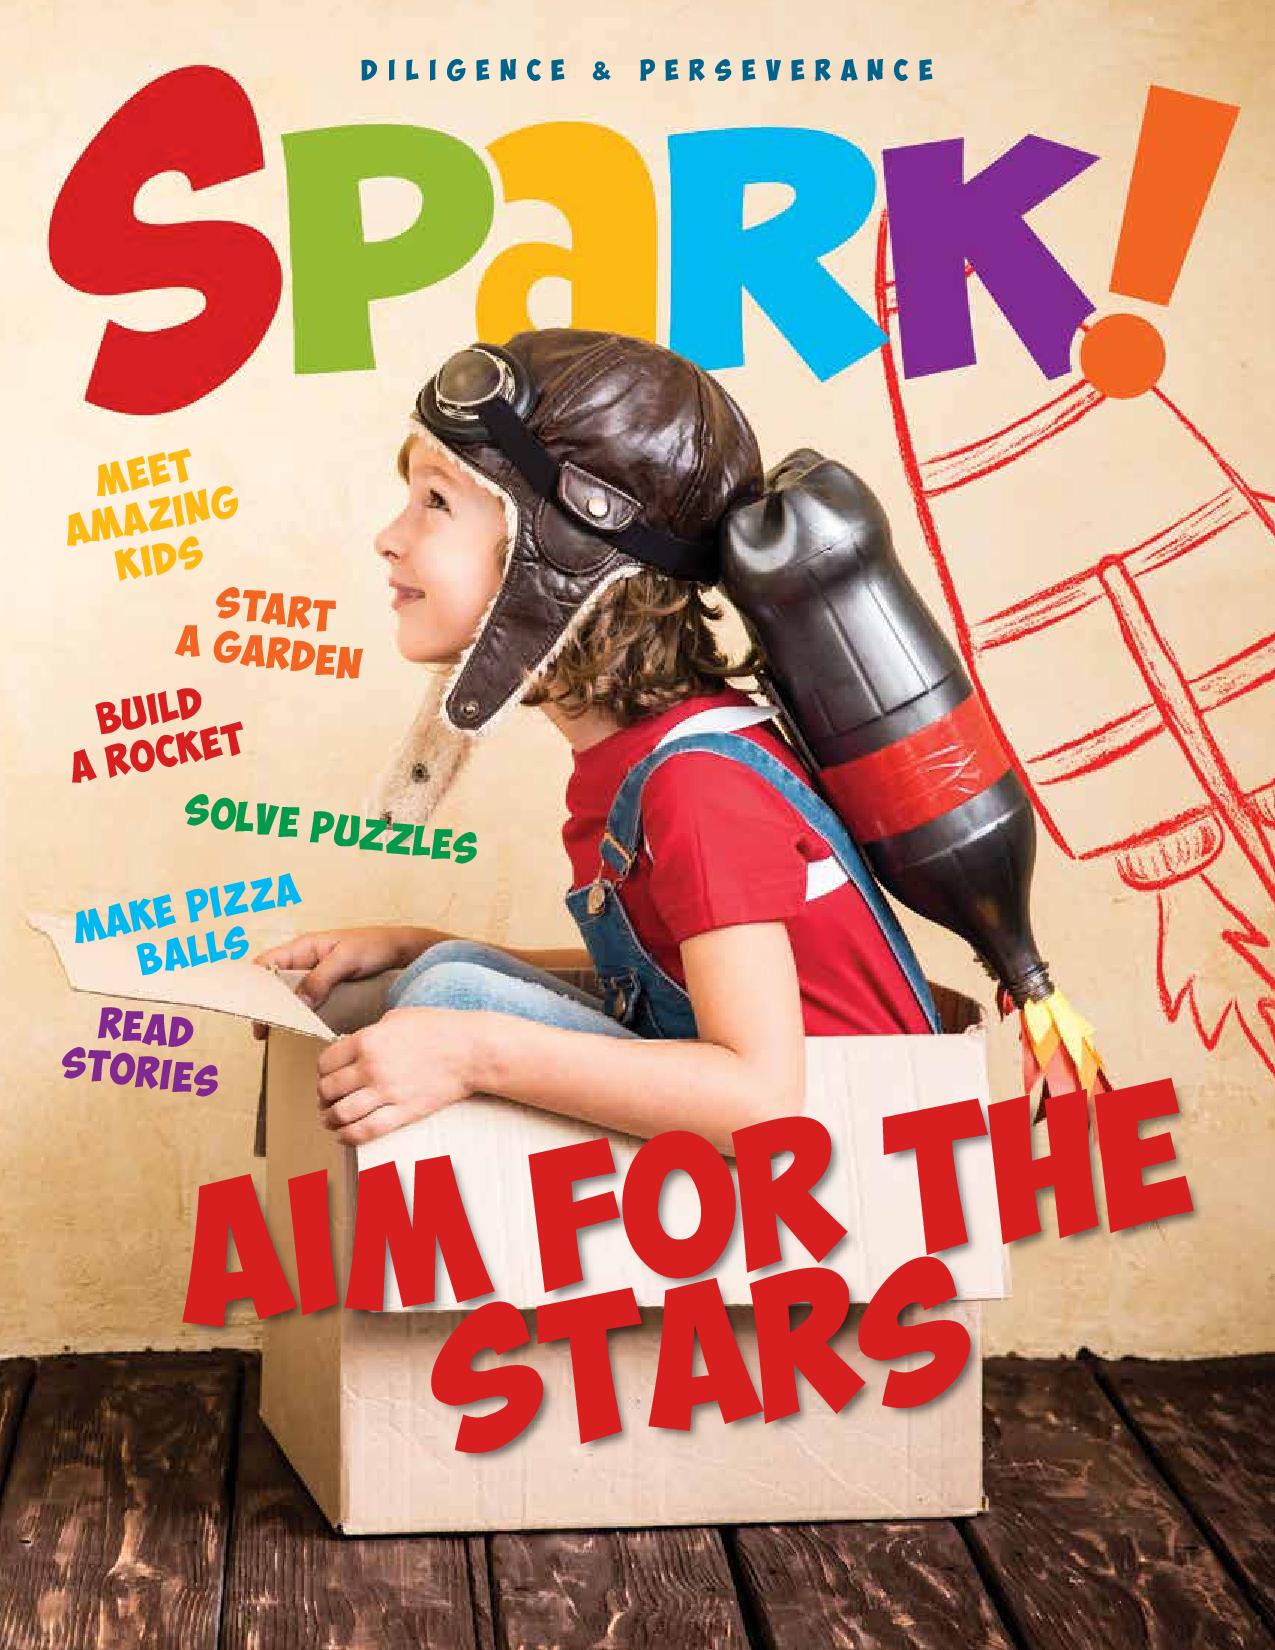 DILIGENCE & PERSEVERANCE
SPaRK!
MEET
AMAZING
KIDS
START
A GARDEN
BUILD
A ROCKET
SOLVE PUZZLES
MAKE PIZZA
BALLS
READ
STORIES
AIM FOR THE
STARS